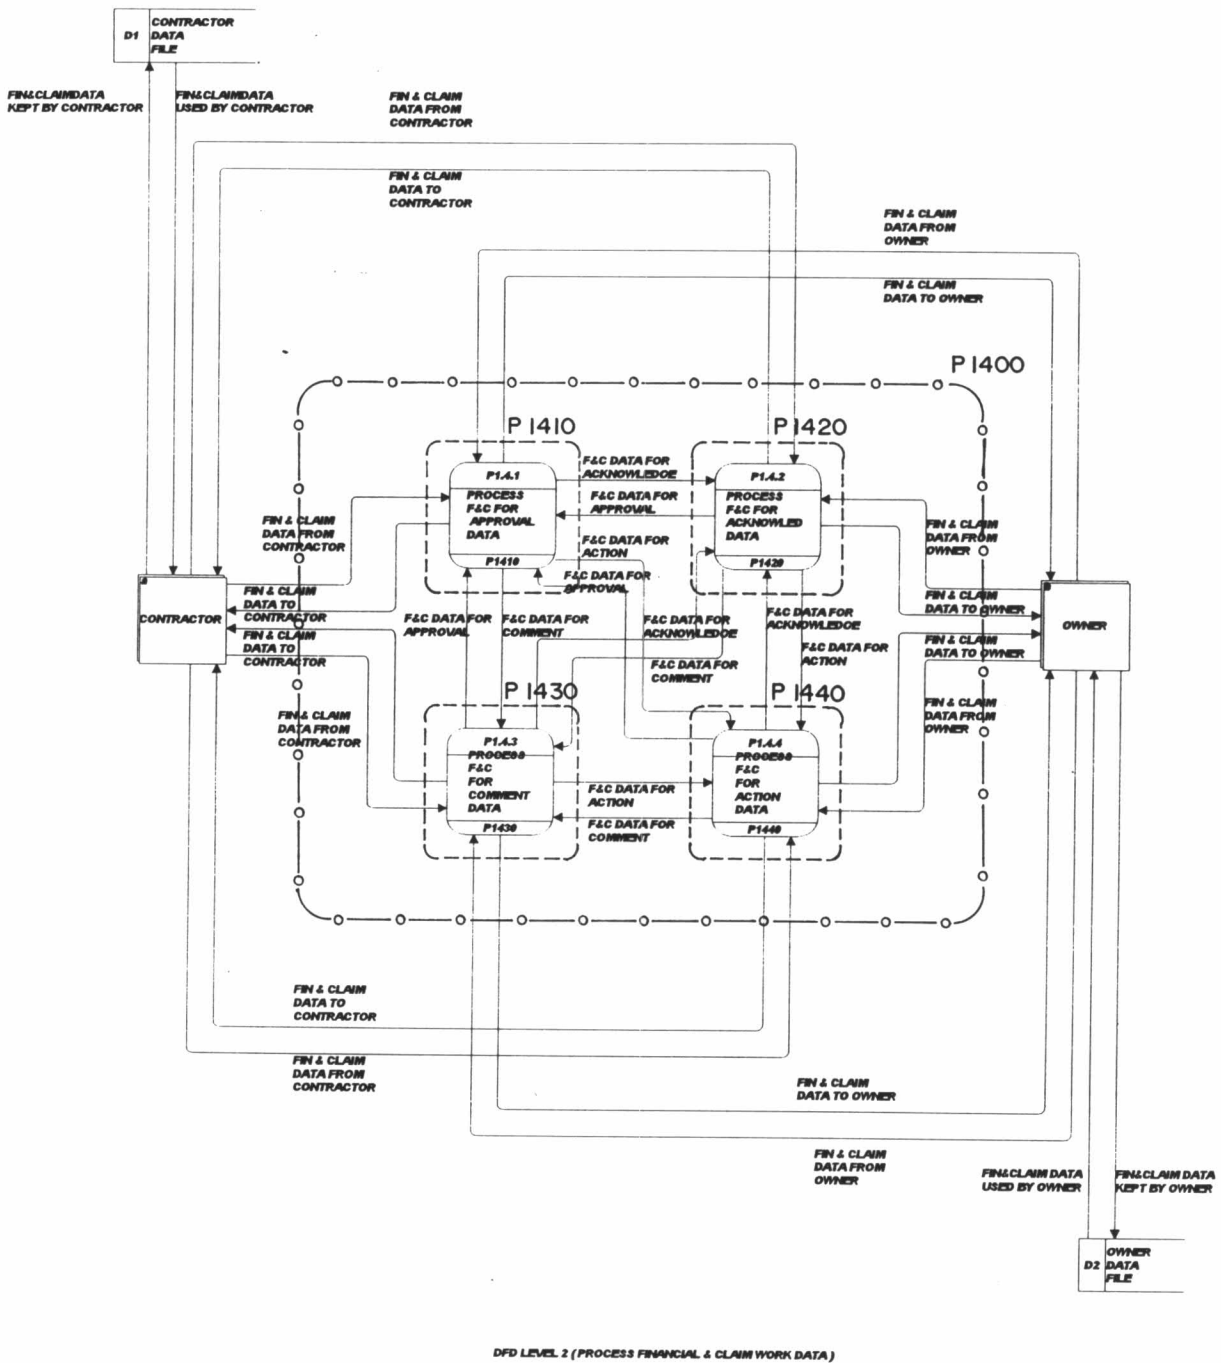 D1
CONTRACTOR
DATA
FILE
FIN&CLAIMDATA
KEPT BY CONTRACTOR
FIN&CLAIMDATA
USED BY CONTRACTOR
FIN & CLAIM
DATA FROM
CONTRACTOR
FIN & CLAIM
DATA TO
CONTRACTOR
FIN & CLAIM
DATA FROM
OWNER
FIN & CLAIM
DATA TO OWNER
P 1400
P 1410
P 1420
P1.4.1
PROCESS
F&C FOR
APPROVAL
DATA
P1410
F&C DATA FOR
ACKNOWLEDOE
F&C DATA FOR
APPROVAL
F&C DATA FOR
ACTION
F&C DATA FOR
APPROVAL
P1.4.2
PROCESS
F&C FOR
ACKNOWLED
DATA
P1420
FIN & CLAIM
DATA FROM
CONTRACTOR
FIN & CLAIM
DATA FROM
OWNER
CONTRACTOR
FIN & CLAIM
DATA TO
CONTRACTOR
FIN & CLAIM
DATA TO
CONTRACTOR
F&C DATA FOR
APPROVAL
F&C DATA FOR
COMMENT
F&C DATA FOR
ACKNOWLEDOE
F&C DATA FOR
ACKNOWLEDOE
F&C DATA FOR
COMMENT
F&C DATA FOR
ACTION
FIN & CLAIM
DATA TO OWNER
FIN & CLAIM
DATA TO OWNER
OWNER
P 1430
P 1440
FIN & CLAIM
DATA FROM
CONTRACTOR
FIN & CLAIM
DATA FROM
OWNER
P1.4.3
PROCESS
F&C
FOR
COMMENT
DATA
P1430
F&C DATA FOR
ACTION
F&C DATA FOR
COMMENT
P1.4.4
PROCESS
F&C
FOR
ACTION
DATA
P1440
FIN & CLAIM
DATA TO
CONTRACTOR
FIN & CLAIM
DATA FROM
CONTRACTOR
FIN & CLAIM
DATA TO OWNER
FIN & CLAIM
DATA FROM
OWNER
FIN&CLAIM DATA
USED BY OWNER
FIN&CLAIM DATA
KEPT BY OWNER
D2
OWNER
DATA
FILE
DFD LEVEL 2 ( PROCESS FINANCIAL & CLAIM WORK DATA )